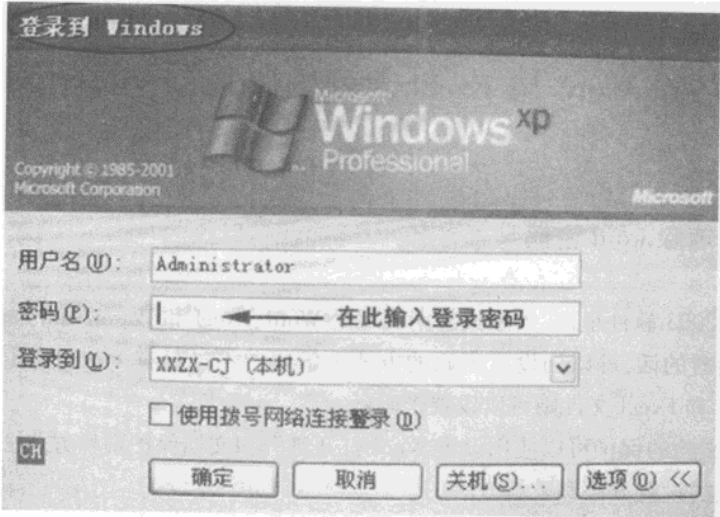 登录到 Windows
Microsoft
Windows xp
Professional
Copyright © 1985-2001
Microsoft Corporation
Microsoft
用户名(U):
Administrator
密码(P):
在此输入登录密码
登录到(L):
XXZX-CJ (本机)
使用拨号网络连接登录(D)
CH
确定
取消
关机(S)...
选项(O) <<